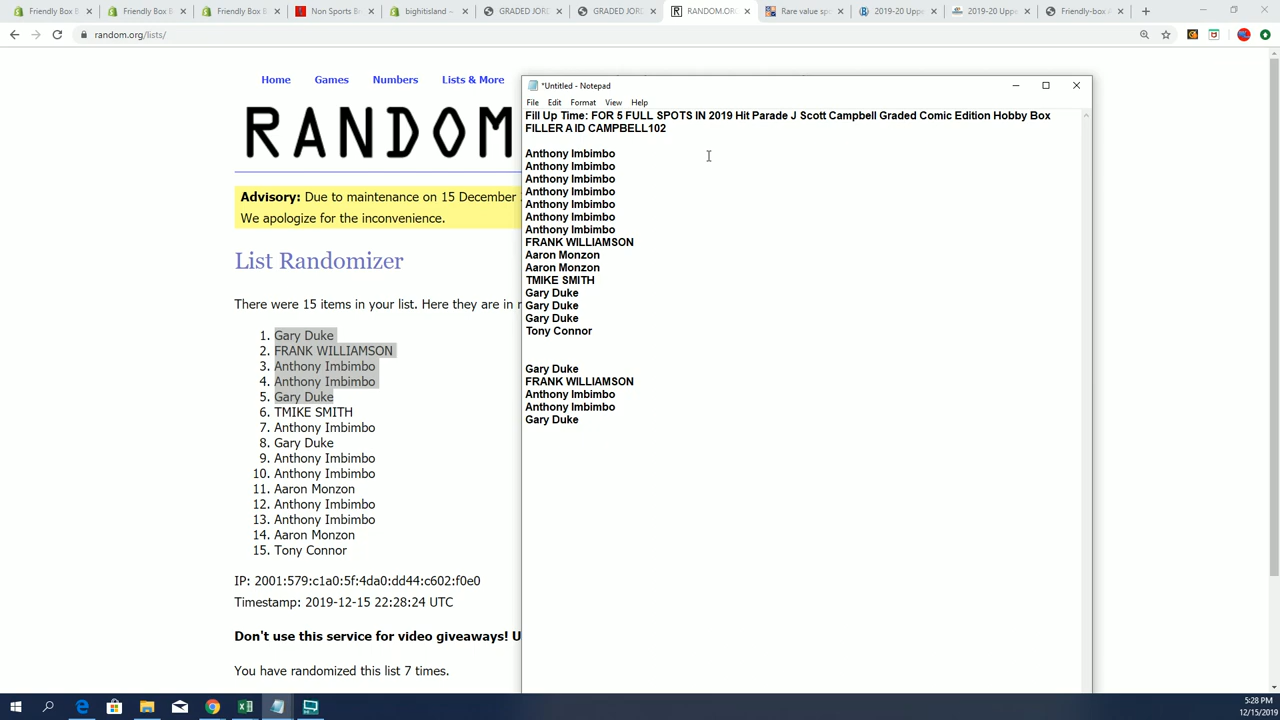 Friendly Box B
Friendly Box B
Friendly Box B
Non Sports Be
bighitisland –
GRADED JORD
GRADED JORD
RANDOM.OR
Rare value sp
2019-20 Uppe
2019-20 Uppe
Friendly-box A
random.org/lists/
Home
Games
Numbers
Lists & More
RANDOM
Advisory: Due to maintenance on 15 December
We apologize for the inconvenience.
List Randomizer
There were 15 items in your list. Here they are in
1. Gary Duke
2. FRANK WILLIAMSON
3. Anthony Imbimbo
4. Anthony Imbimbo
5. Gary Duke
6. TMIKE SMITH
7. Anthony Imbimbo
8. Gary Duke
9. Anthony Imbimbo
10. Anthony Imbimbo
11. Aaron Monzon
12. Anthony Imbimbo
13. Anthony Imbimbo
14. Aaron Monzon
15. Tony Connor
IP: 2001:579:c1a0:5f:4da0:dd44:c602:f0e0
Timestamp: 2019-12-15 22:28:24 UTC
Don't use this service for video giveaways! U
You have randomized this list 7 times.
*Untitled - Notepad
File Edit Format View Help
Fill Up Time: FOR 5 FULL SPOTS IN 2019 Hit Parade J Scott Campbell Graded Comic Edition Hobby Box
FILLER A ID CAMPBELL102
Anthony Imbimbo
Anthony Imbimbo
Anthony Imbimbo
Anthony Imbimbo
Anthony Imbimbo
Anthony Imbimbo
Anthony Imbimbo
FRANK WILLIAMSON
Aaron Monzon
Aaron Monzon
TMIKE SMITH
Gary Duke
Gary Duke
Gary Duke
Tony Connor
Gary Duke
FRANK WILLIAMSON
Anthony Imbimbo
Anthony Imbimbo
Gary Duke
5:28 PM
12/15/2019